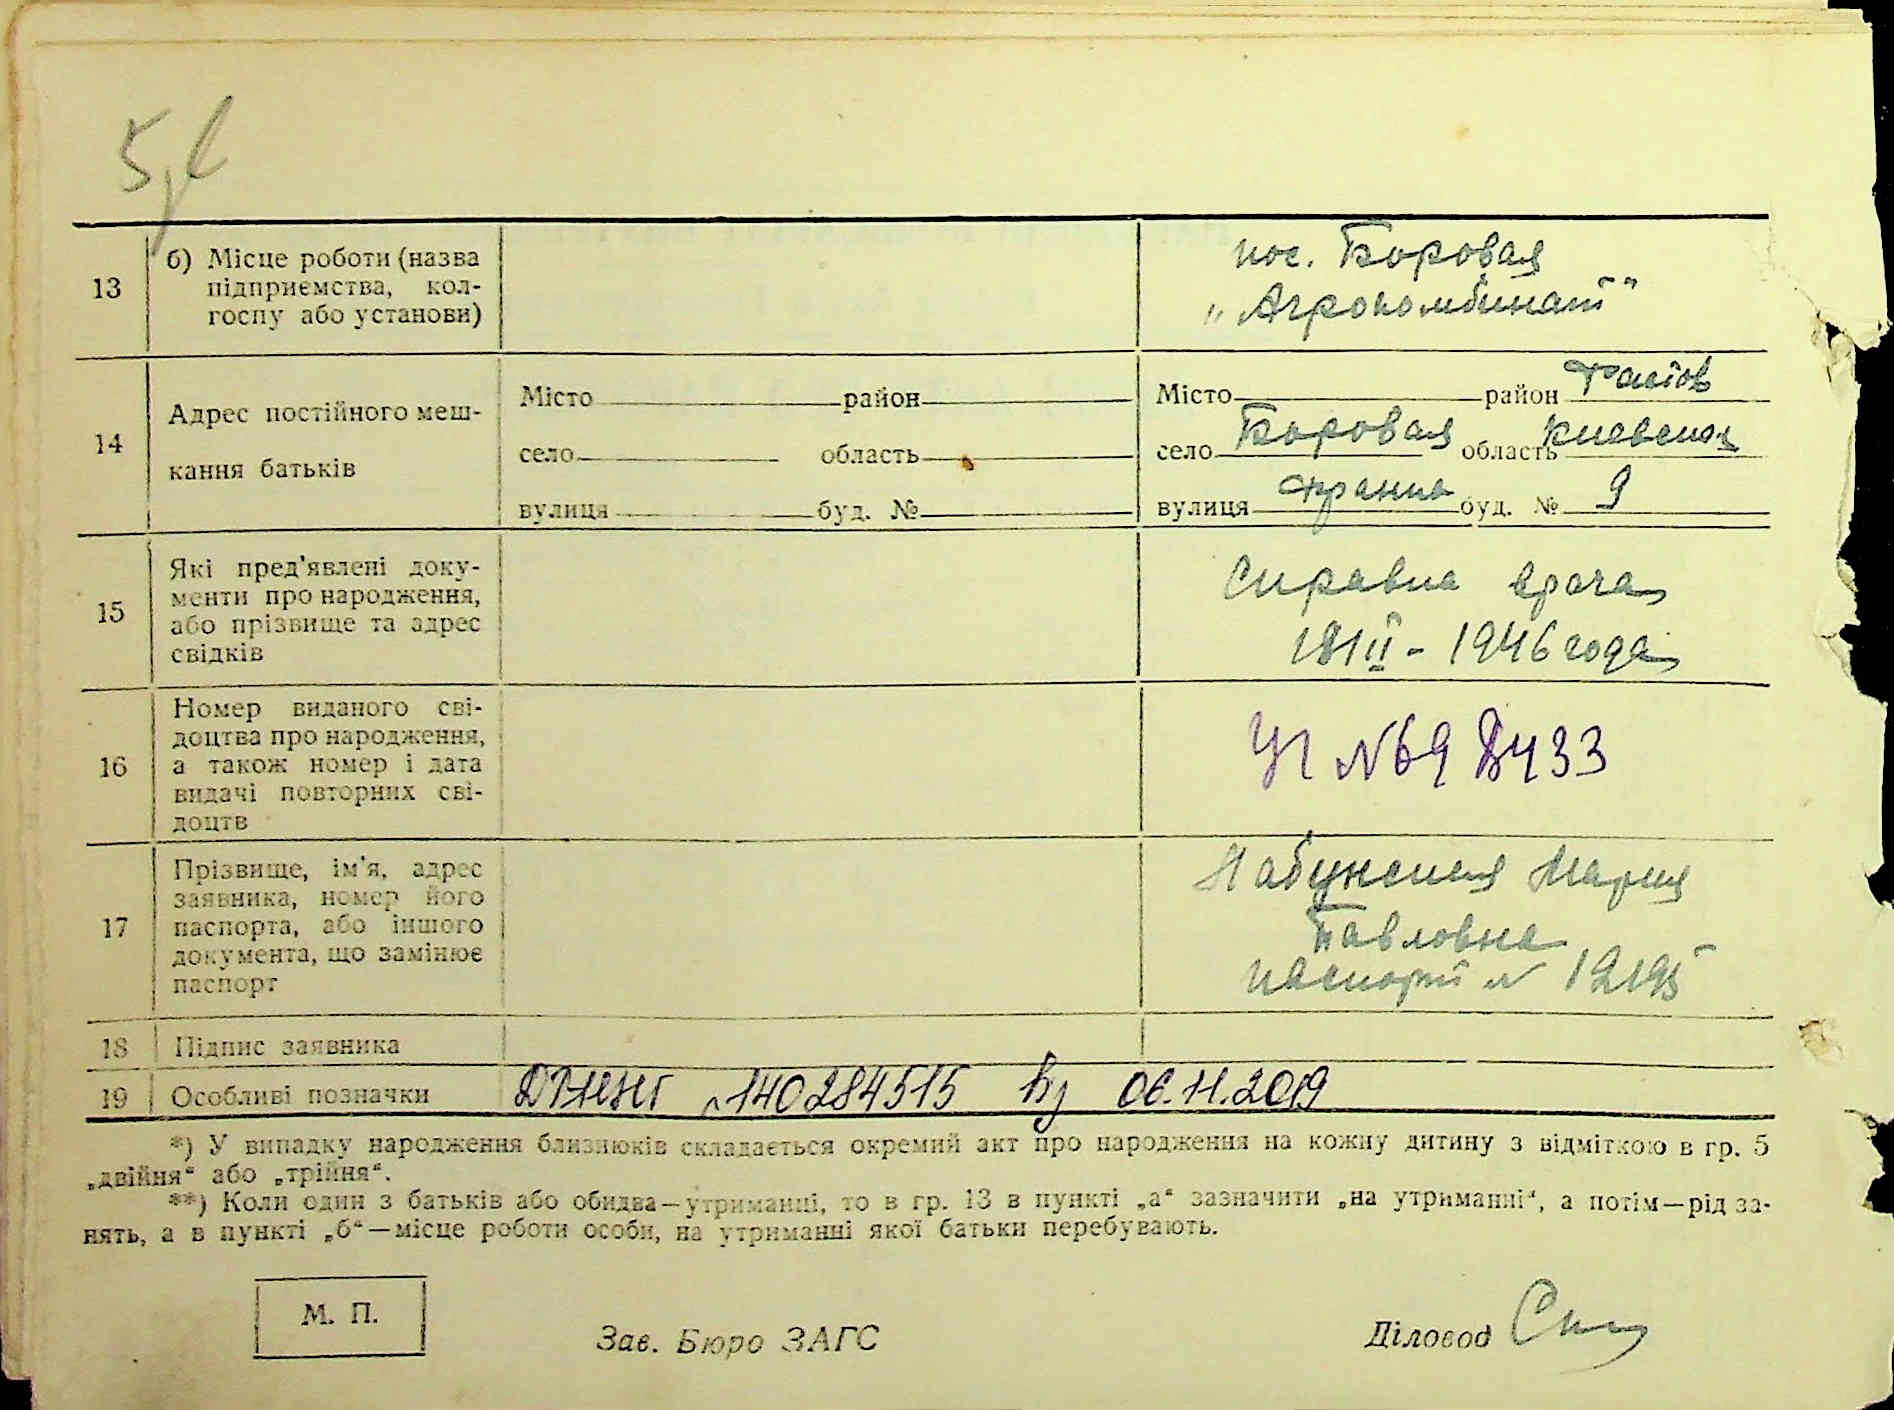 13
б) Місце роботи (назва
підприємства, кол-
госпу або установи)
пос. Боровая
„Агрокомбинат"
14
Адрес постійного меш-
кання батьків
Місто район
село область
вулиця буд. №
Місто район Фастов
село Боровая область Киевская
вулиця Франко буд. № 9
15
Які пред'явлені доку-
менти про народження,
або прізвище та адрес
свідків
Справка врача
18 II - 1946 года
16
Номер виданого сві-
доцтва про народження,
а також номер і дата
видачі повторних сві-
доцтв
№
17
Прізвище, ім'я, адрес
заявника, номер його
паспорта, або іншого
документа, що замінює
паспорт
Мария
Павловна
паспорт №
18 Підпис заявника
19 Особливі позначки
140284515 від 06.11.2019
*) У випадку народження близнюків складається окремий акт про народження на кожну дитину з відміткою в гр. 5
„двійня“ або „трійня“.
**) Коли один з батьків або обидва—утриманці, то в гр. 13 в пункті „а“ зазначити „на утриманні“, а потім—рід за-
нять, а в пункті „б“—місце роботи особи, на утриманні якої батьки перебувають.
М. П.
Зав. Бюро ЗАГС
Діловод